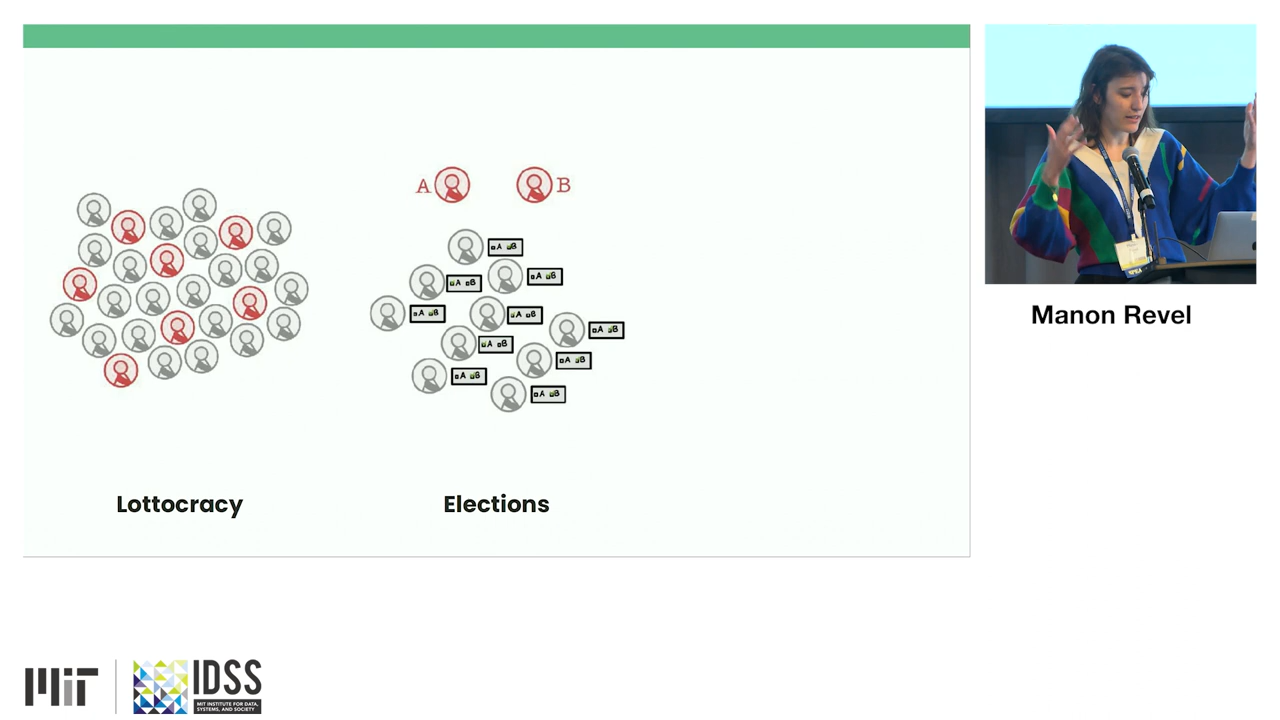 A
B
A B
A B
A B
A B
A B
A B
A B
A B
A B
A B
A B
Lottocracy
Elections
Manon Revel
MIT
IDSS
MIT INSTITUTE FOR DATA,
SYSTEMS, AND SOCIETY